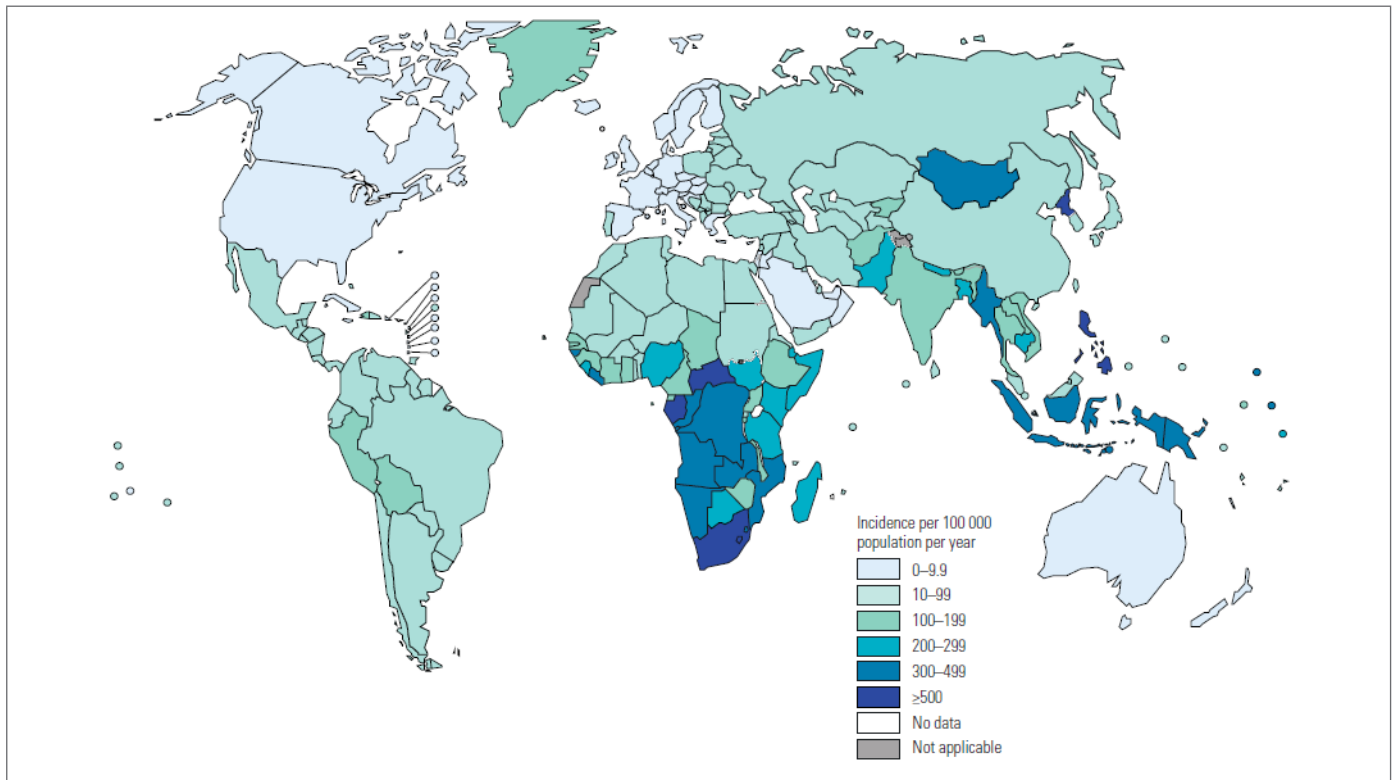 Incidence per 100 000
population per year
0–9.9
10–99
100–199
200–299
300–499
≥500
No data
Not applicable